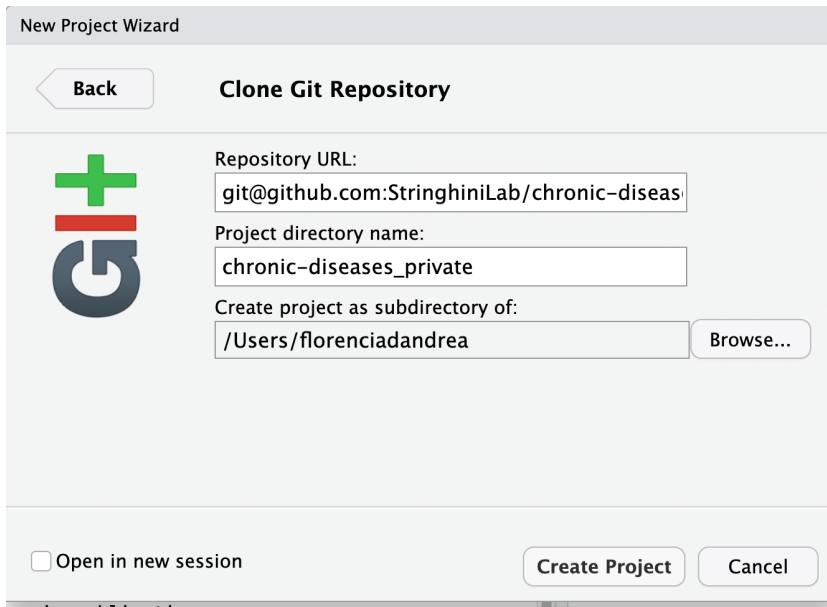 New Project Wizard
Back
Clone Git Repository
Git
Repository URL:
git@github.com:StringhiniLab/chronic-diseas
Project directory name:
chronic-diseases_private
Create project as subdirectory of:
/Users/florenciadandrea
Browse...
Open in new session
Create Project
Cancel